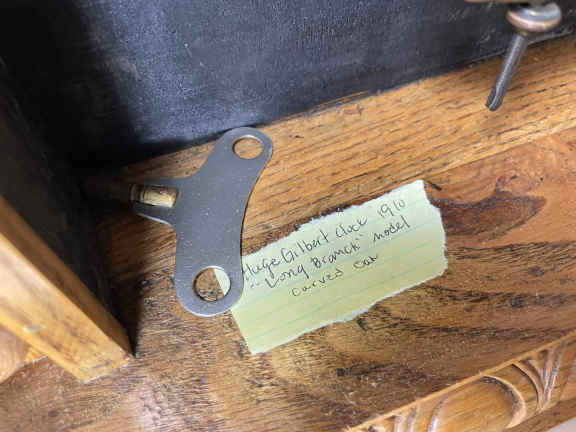 Huge Gilbert clock 1910
"Long Branch" model
carved oak